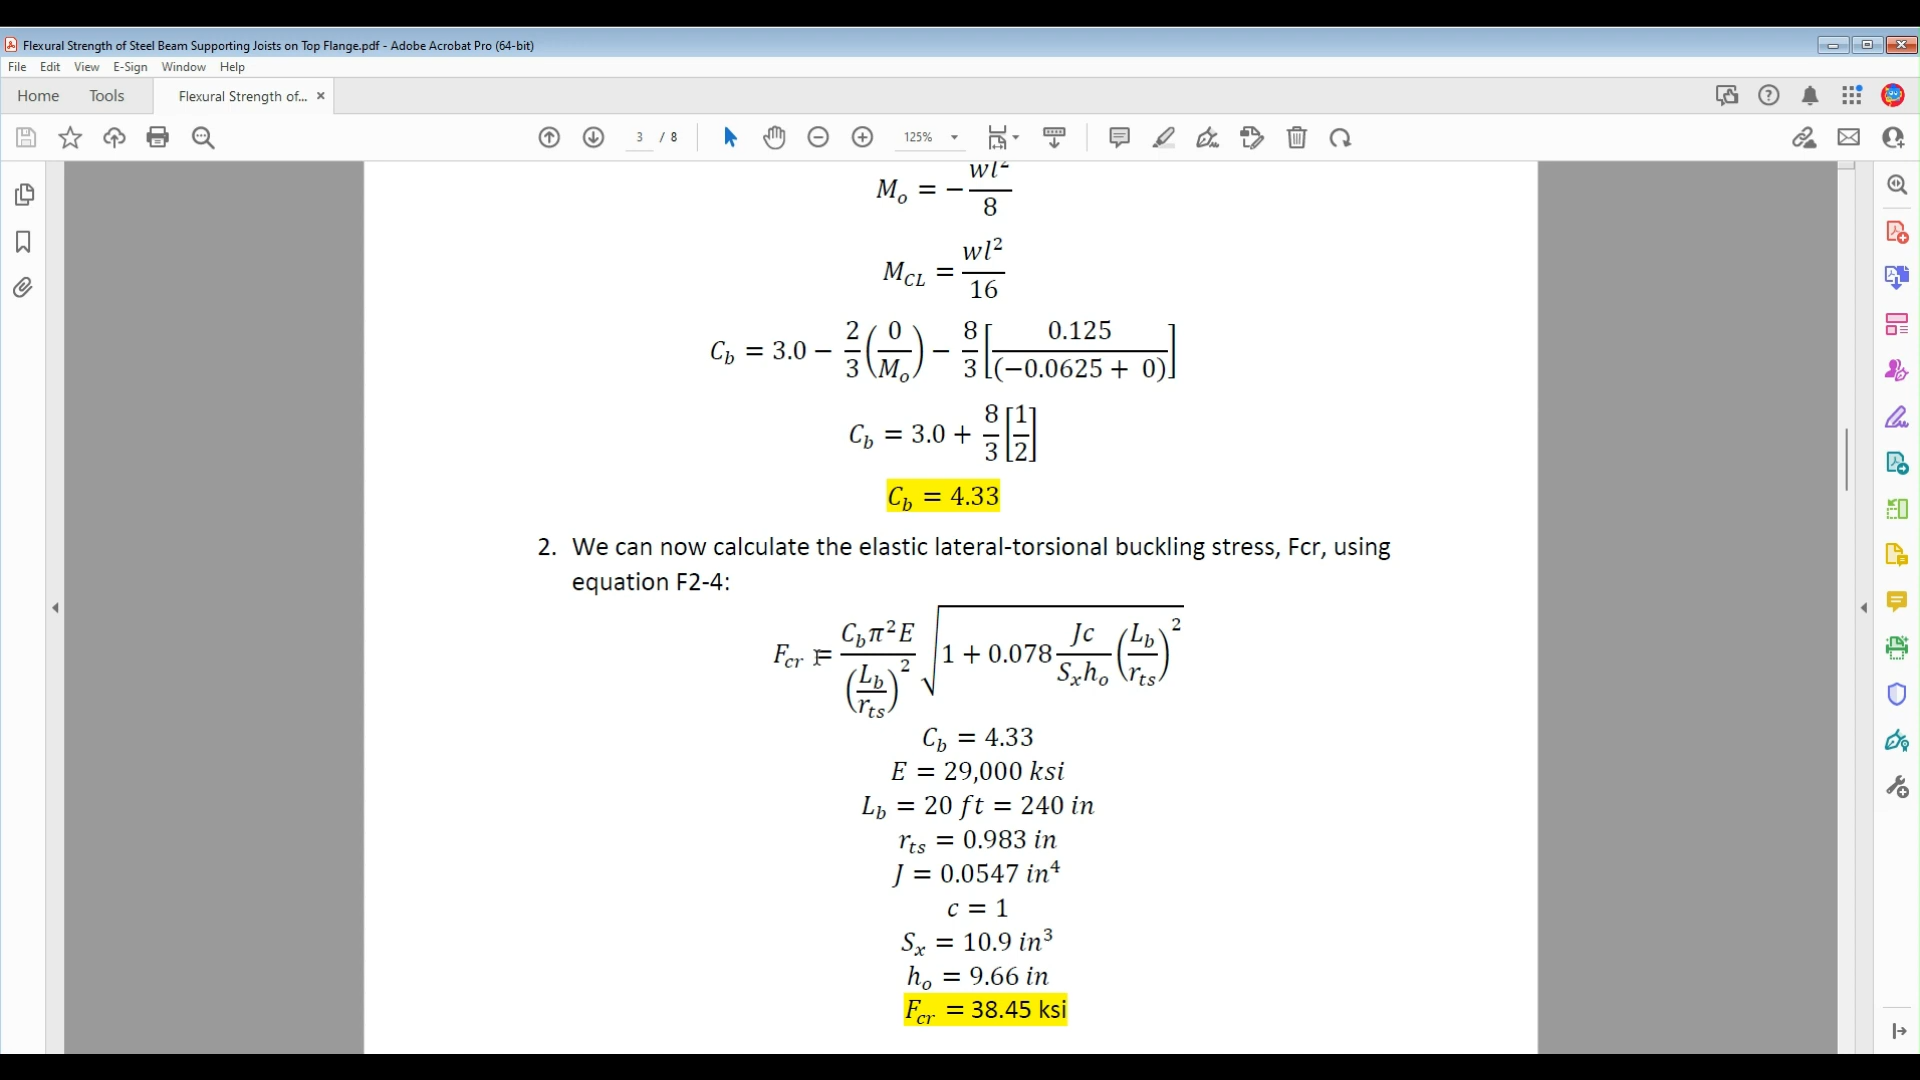 Flexural Strength of Steel Beam Supporting Joists on Top Flange.pdf - Adobe Acrobat Pro (64-bit)
File Edit View E-Sign Window Help
Home Tools Flexural Strength of... ×
3 / 8 125%
M_o = − wl² / 8
M_CL = wl² / 16
C_b = 3.0 − 2/3 (0 / M_o) − 8/3 [0.125 / (−0.0625 + 0)]
C_b = 3.0 + 8/3 [1/2]
C_b = 4.33
2. We can now calculate the elastic lateral-torsional buckling stress, Fcr, using
equation F2-4:
F_cr = C_b π² E / (L_b / r_ts)² √(1 + 0.078 Jc / S_x h_o (L_b / r_ts)²)
C_b = 4.33
E = 29,000 ksi
L_b = 20 ft = 240 in
r_ts = 0.983 in
J = 0.0547 in⁴
c = 1
S_x = 10.9 in³
h_o = 9.66 in
F_cr = 38.45 ksi